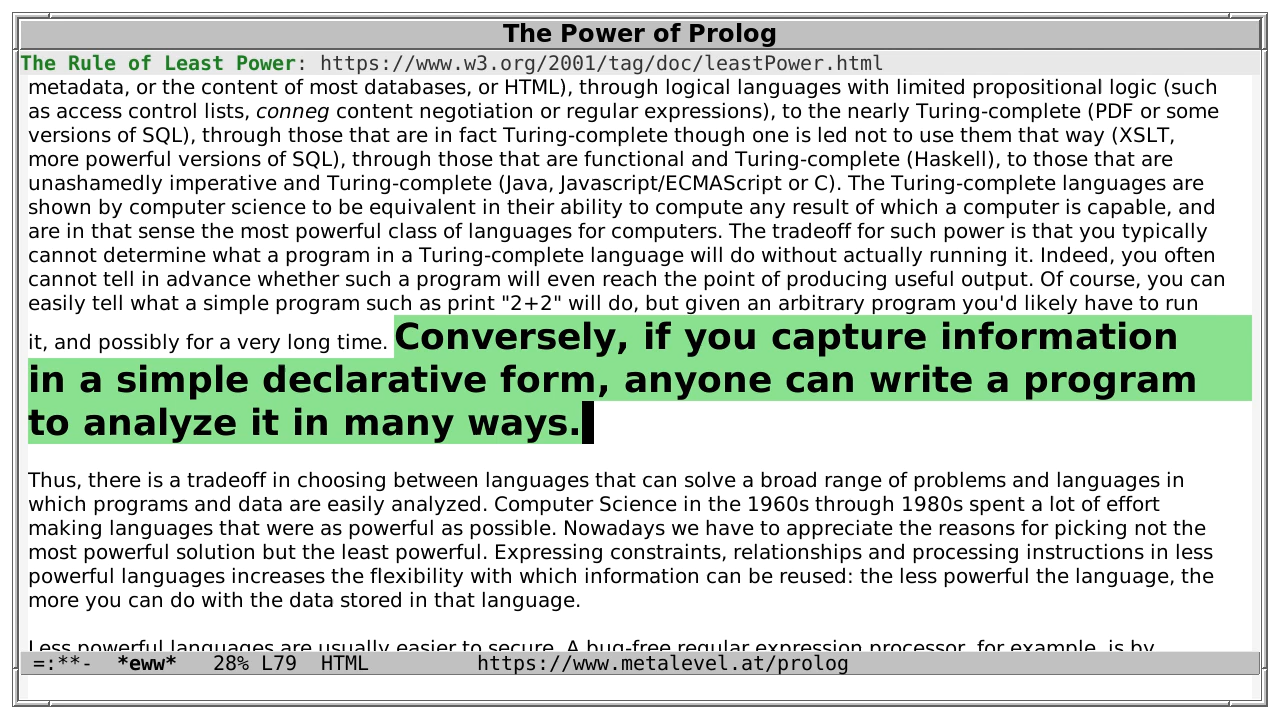 The Power of Prolog
The Rule of Least Power: https://www.w3.org/2001/tag/doc/leastPower.html
metadata, or the content of most databases, or HTML), through logical languages with limited propositional logic (such
as access control lists, conneg content negotiation or regular expressions), to the nearly Turing-complete (PDF or some
versions of SQL), through those that are in fact Turing-complete though one is led not to use them that way (XSLT,
more powerful versions of SQL), through those that are functional and Turing-complete (Haskell), to those that are
unashamedly imperative and Turing-complete (Java, Javascript/ECMAScript or C). The Turing-complete languages are
shown by computer science to be equivalent in their ability to compute any result of which a computer is capable, and
are in that sense the most powerful class of languages for computers. The tradeoff for such power is that you typically
cannot determine what a program in a Turing-complete language will do without actually running it. Indeed, you often
cannot tell in advance whether such a program will even reach the point of producing useful output. Of course, you can
easily tell what a simple program such as print "2+2" will do, but given an arbitrary program you'd likely have to run
it, and possibly for a very long time. Conversely, if you capture information
in a simple declarative form, anyone can write a program
to analyze it in many ways.
Thus, there is a tradeoff in choosing between languages that can solve a broad range of problems and languages in
which programs and data are easily analyzed. Computer Science in the 1960s through 1980s spent a lot of effort
making languages that were as powerful as possible. Nowadays we have to appreciate the reasons for picking not the
most powerful solution but the least powerful. Expressing constraints, relationships and processing instructions in less
powerful languages increases the flexibility with which information can be reused: the less powerful the language, the
more you can do with the data stored in that language.
Less powerful languages are usually easier to secure. A bug-free regular expression processor, for example, is by
=:**-  *eww*   28% L79  HTML         https://www.metalevel.at/prolog